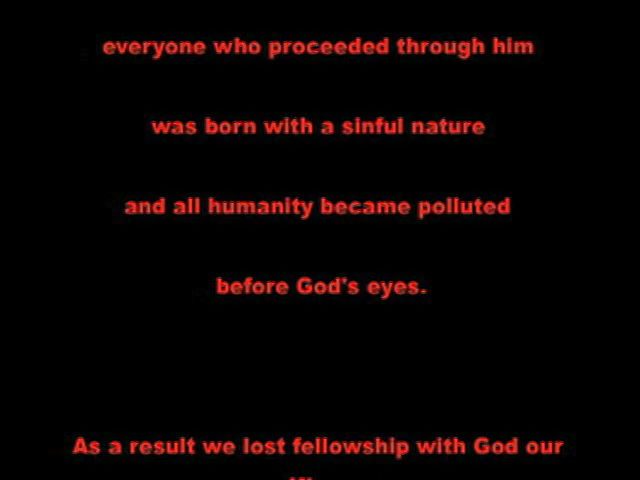 everyone who proceeded through him
was born with a sinful nature
and all humanity became polluted
before God's eyes.
As a result we lost fellowship with God our